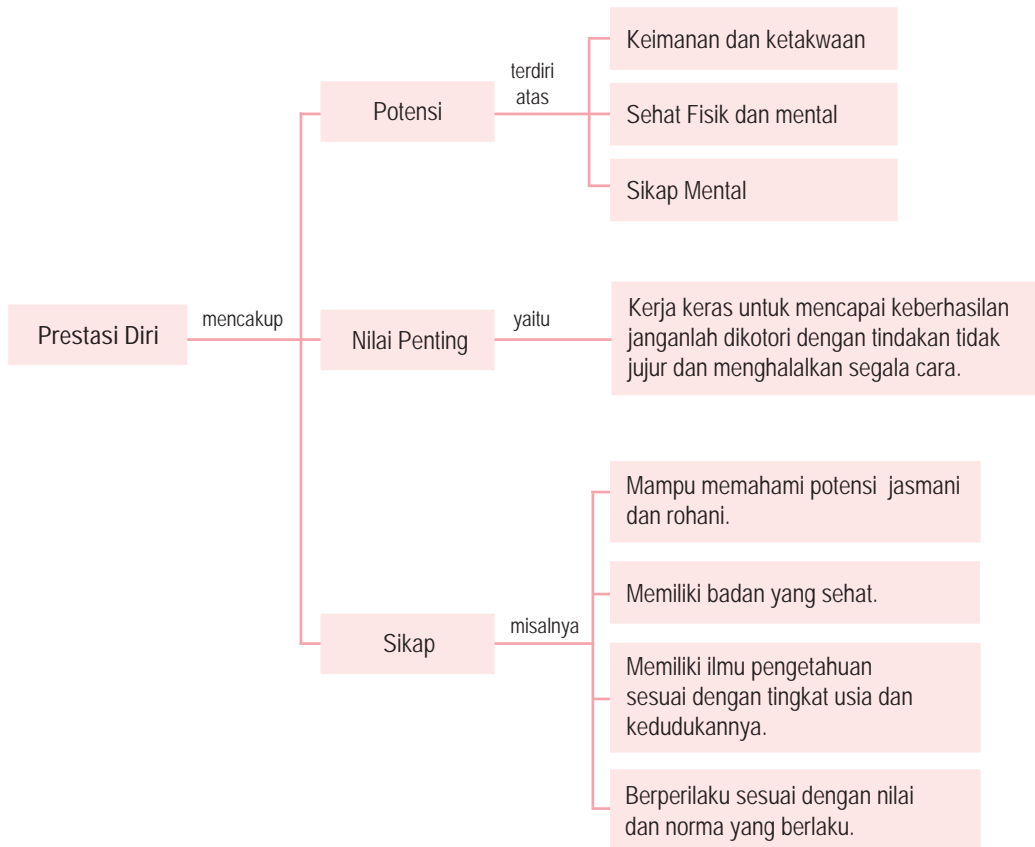 Prestasi Diri
mencakup
Potensi
terdiri
atas
Keimanan dan ketakwaan
Sehat Fisik dan mental
Sikap Mental
Nilai Penting
yaitu
Kerja keras untuk mencapai keberhasilan
janganlah dikotori dengan tindakan tidak
jujur dan menghalalkan segala cara.
Sikap
misalnya
Mampu memahami potensi jasmani
dan rohani.
Memiliki badan yang sehat.
Memiliki ilmu pengetahuan
sesuai dengan tingkat usia dan
kedudukannya.
Berperilaku sesuai dengan nilai
dan norma yang berlaku.